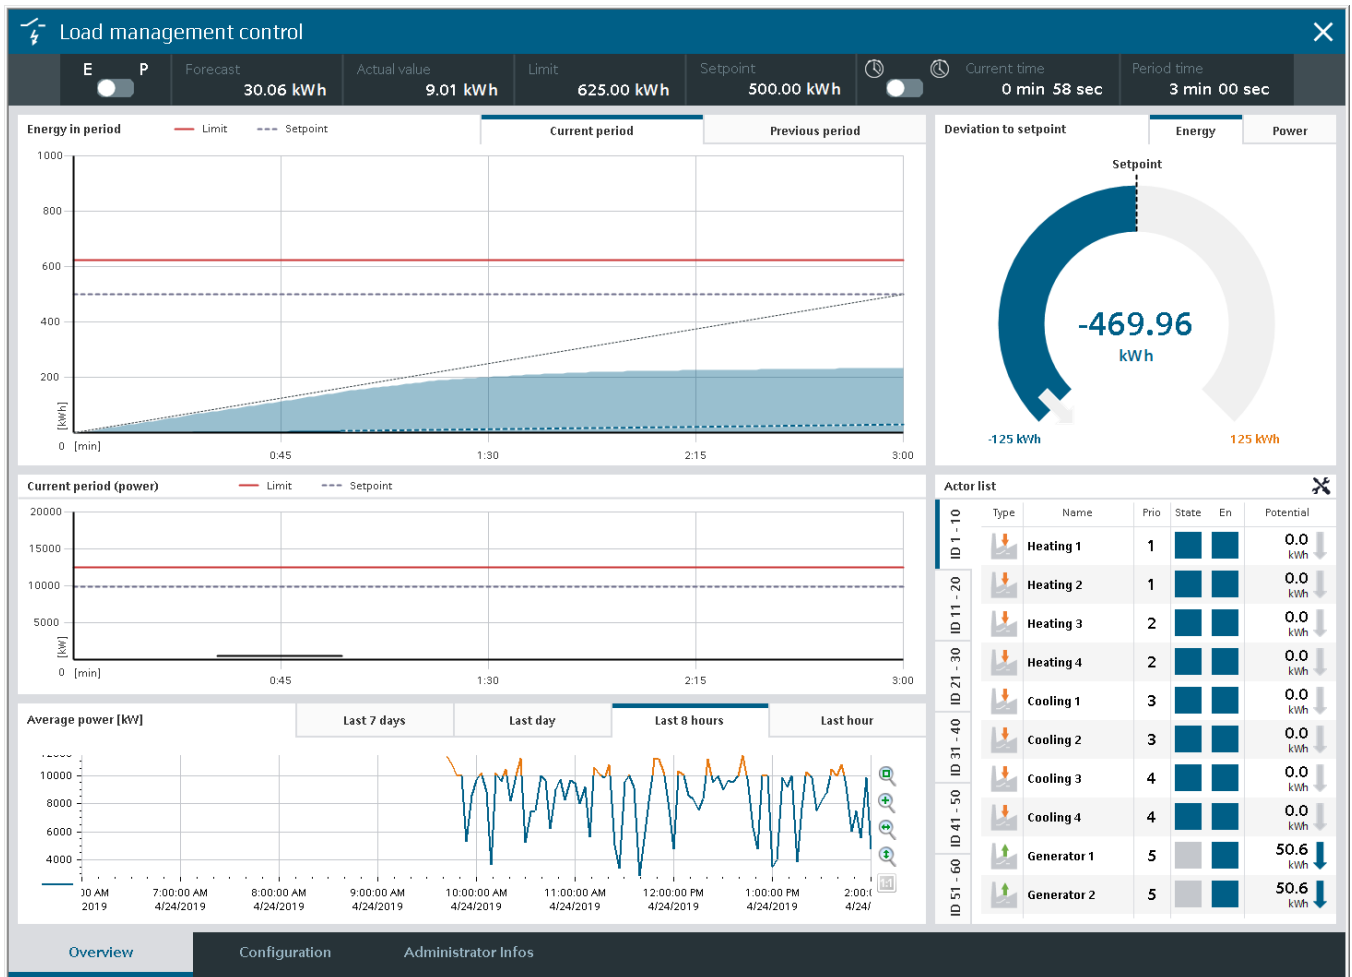 Load management control
E P
Forecast
30.06 kWh
Actual value
9.01 kWh
Limit
625.00 kWh
Setpoint
500.00 kWh
Current time
0 min 58 sec
Period time
3 min 00 sec
Energy in period
Limit
Setpoint
Current period
Previous period
1000
800
600
400
200
[kWh]
0 [min]
0:45
1:30
2:15
3:00
Deviation to setpoint
Energy
Power
Setpoint
-469.96
kWh
-125 kWh
125 kWh
Current period (power)
Limit
Setpoint
20000
15000
10000
5000
[kW]
0 [min]
0:45
1:30
2:15
3:00
Average power [kW]
Last 7 days
Last day
Last 8 hours
Last hour
12000
10000
8000
6000
4000
10 AM
2019
7:00:00 AM
4/24/2019
8:00:00 AM
4/24/2019
9:00:00 AM
4/24/2019
10:00:00 AM
4/24/2019
11:00:00 AM
4/24/2019
12:00:00 PM
4/24/2019
1:00:00 PM
4/24/2019
2:00:
4/24/
1:1
Actor list
ID 1 - 10
ID 11 - 20
ID 21 - 30
ID 31 - 40
ID 41 - 50
ID 51 - 60
Type Name Prio State En Potential
Heating 1 1 0.0 kWh
Heating 2 1 0.0 kWh
Heating 3 2 0.0 kWh
Heating 4 2 0.0 kWh
Cooling 1 3 0.0 kWh
Cooling 2 3 0.0 kWh
Cooling 3 4 0.0 kWh
Cooling 4 4 0.0 kWh
Generator 1 5 50.6 kWh
Generator 2 5 50.6 kWh
Overview
Configuration
Administrator Infos